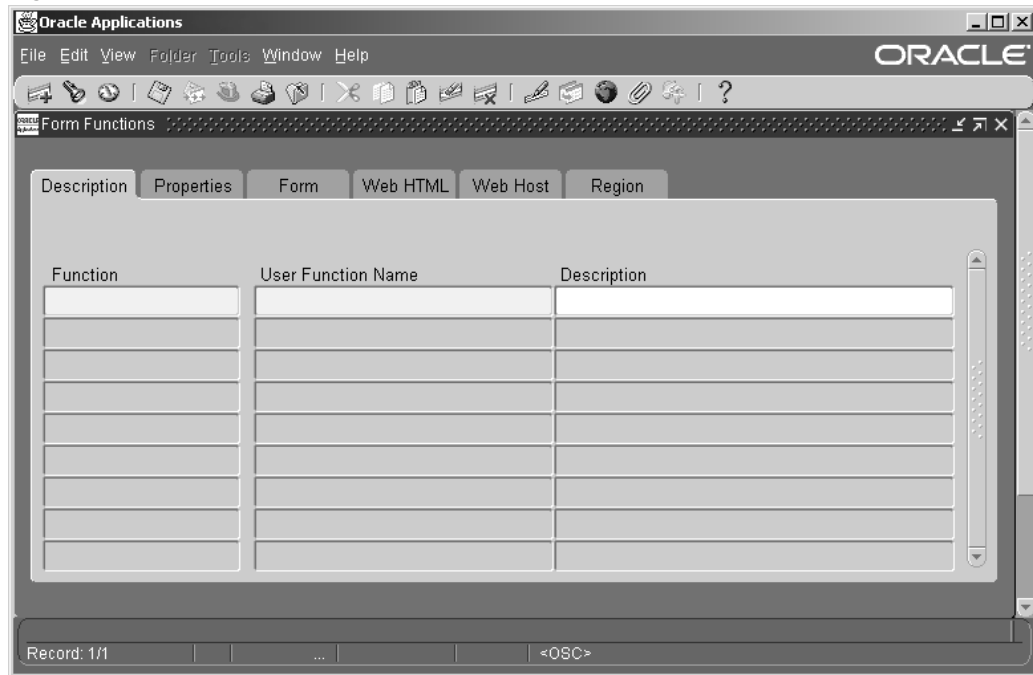 Oracle Applications
File Edit View Folder Tools Window Help
ORACLE
Form Functions
Description Properties Form Web HTML Web Host Region
Function User Function Name Description
Record: 1/1 ... <OSC>